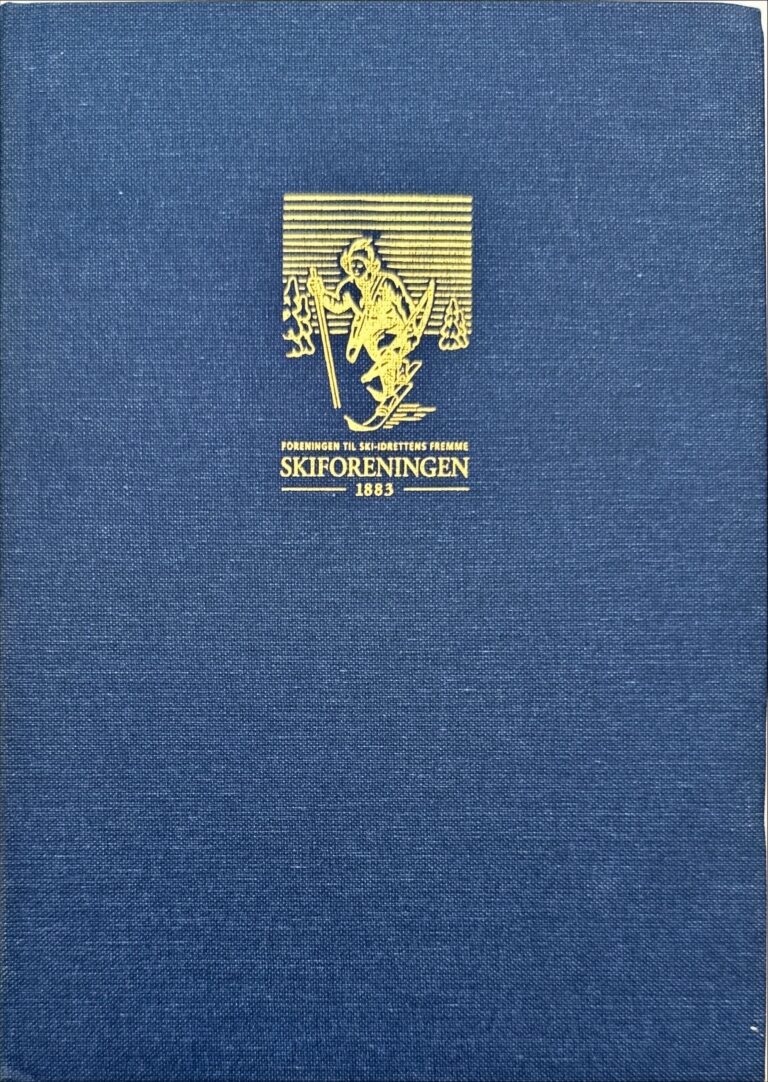 FORENINGEN TIL SKI-IDRETTENS FREMME
SKIFORENINGEN
1883